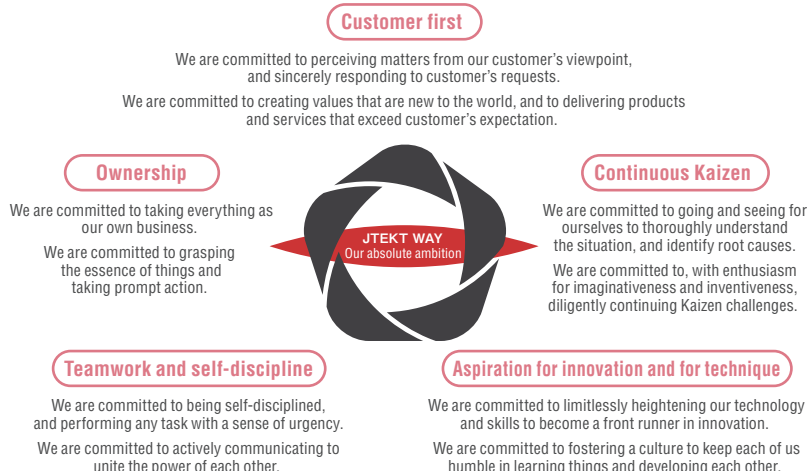 Customer first
We are committed to perceiving matters from our customer's viewpoint,
and sincerely responding to customer's requests.
We are committed to creating values that are new to the world, and to delivering products
and services that exceed customer's expectation.
Ownership
We are committed to taking everything as
our own business.
We are committed to grasping
the essence of things and
taking prompt action.
JTEKT WAY
Our absolute ambition
Continuous Kaizen
We are committed to going and seeing for
ourselves to thoroughly understand
the situation, and identify root causes.
We are committed to, with enthusiasm
for imaginativeness and inventiveness,
diligently continuing Kaizen challenges.
Teamwork and self-discipline
We are committed to being self-disciplined,
and performing any task with a sense of urgency.
We are committed to actively communicating to
unite the power of each other.
Aspiration for innovation and for technique
We are committed to limitlessly heightening our technology
and skills to become a front runner in innovation.
We are committed to fostering a culture to keep each of us
humble in learning things and developing each other.